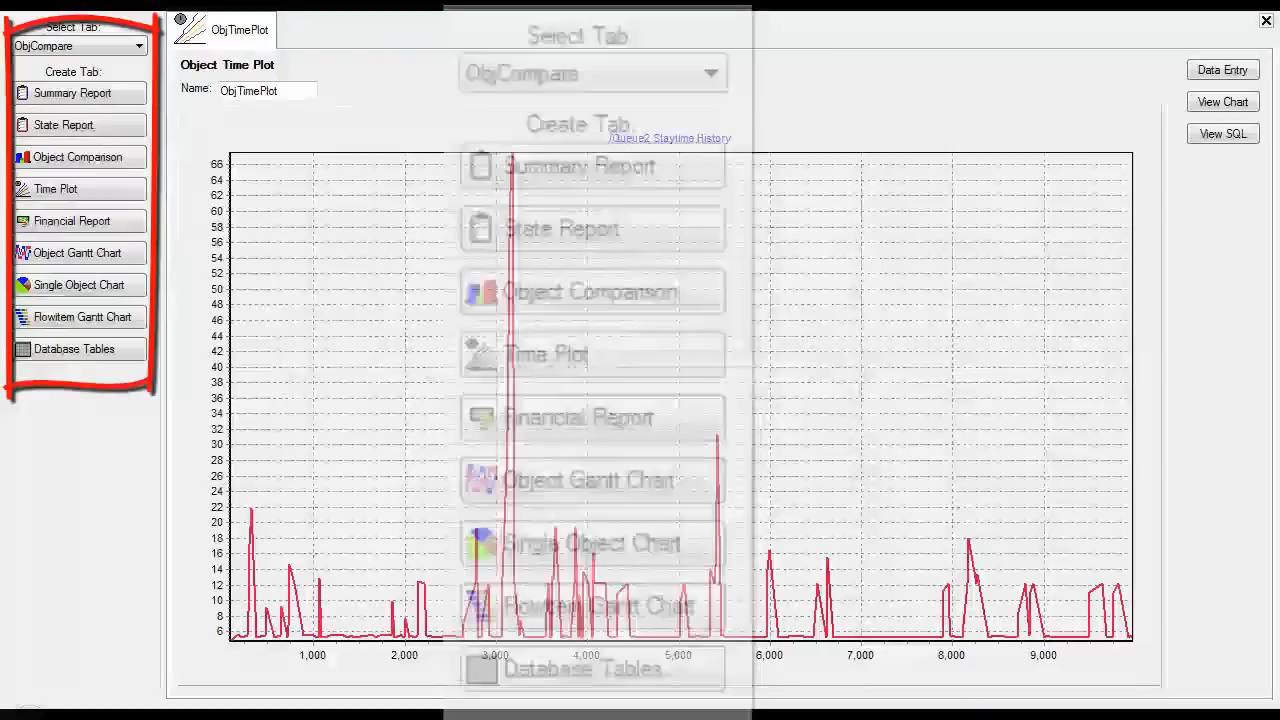 Select Tab:
ObjCompare
Create Tab:
Summary Report
State Report
Object Comparison
Time Plot
Financial Report
Object Gantt Chart
Single Object Chart
Flowitem Gantt Chart
Database Tables
ObjTimePlot
Object Time Plot
Name: ObjTimePlot
Data Entry
View Chart
View SQL
/Queue2 Staytime History
66
64
62
60
58
56
54
52
50
48
46
44
42
40
38
36
34
32
30
28
26
24
22
20
18
16
14
12
10
8
6
1,000 2,000 3,000 4,000 5,000 6,000 7,000 8,000 9,000
Select Tab
ObjCompare
Create Tab
Summary Report
State Report
Object Comparison
Time Plot
Financial Report
Object Gantt Chart
Single Object Chart
Flowitem Gantt Chart
Database Tables